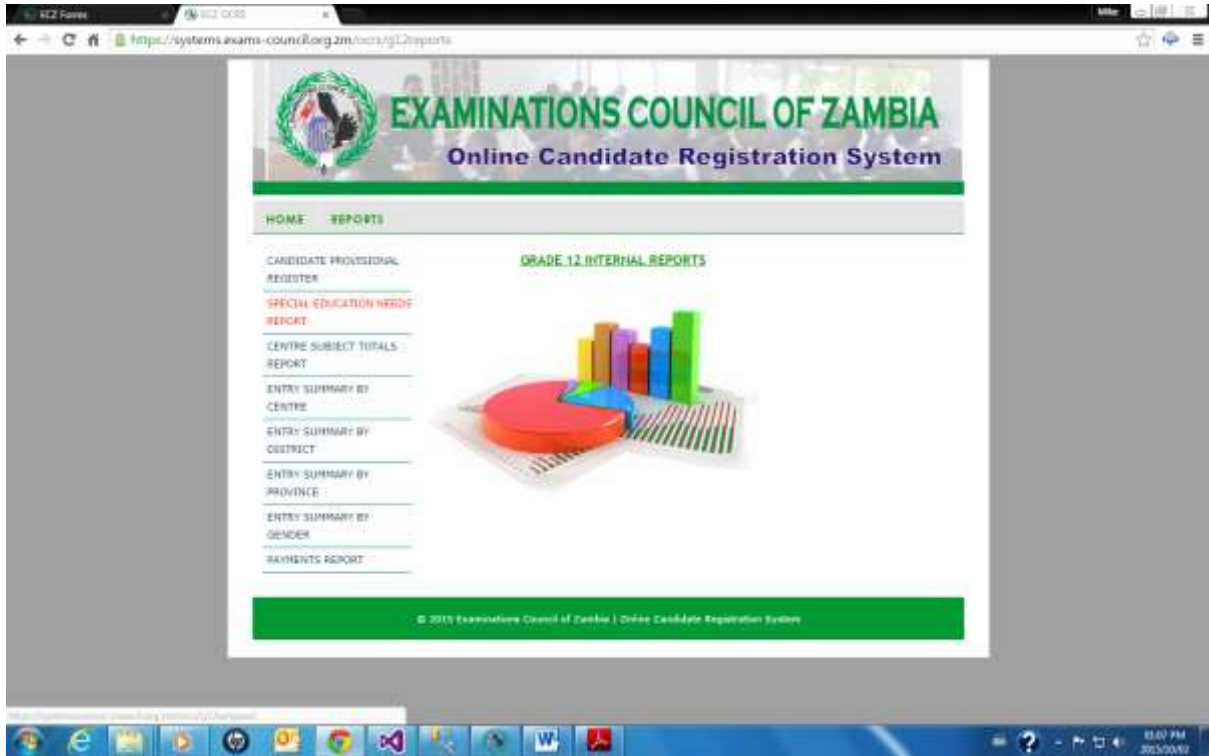 ECZ Forms
ECZ OCRS
Mike
https://systems.exams-council.org.zm/ocrs/g12reports
EXAMINATIONS COUNCIL OF ZAMBIA
Online Candidate Registration System
HOME REPORTS
CANDIDATE PROVISIONAL
REGISTER
SPECIAL EDUCATION NEEDS
REPORT
CENTRE SUBJECT TOTALS
REPORT
ENTRY SUMMARY BY
CENTRE
ENTRY SUMMARY BY
DISTRICT
ENTRY SUMMARY BY
PROVINCE
ENTRY SUMMARY BY
GENDER
PAYMENTS REPORT
GRADE 12 INTERNAL REPORTS
© 2015 Examinations Council of Zambia | Online Candidate Registration System